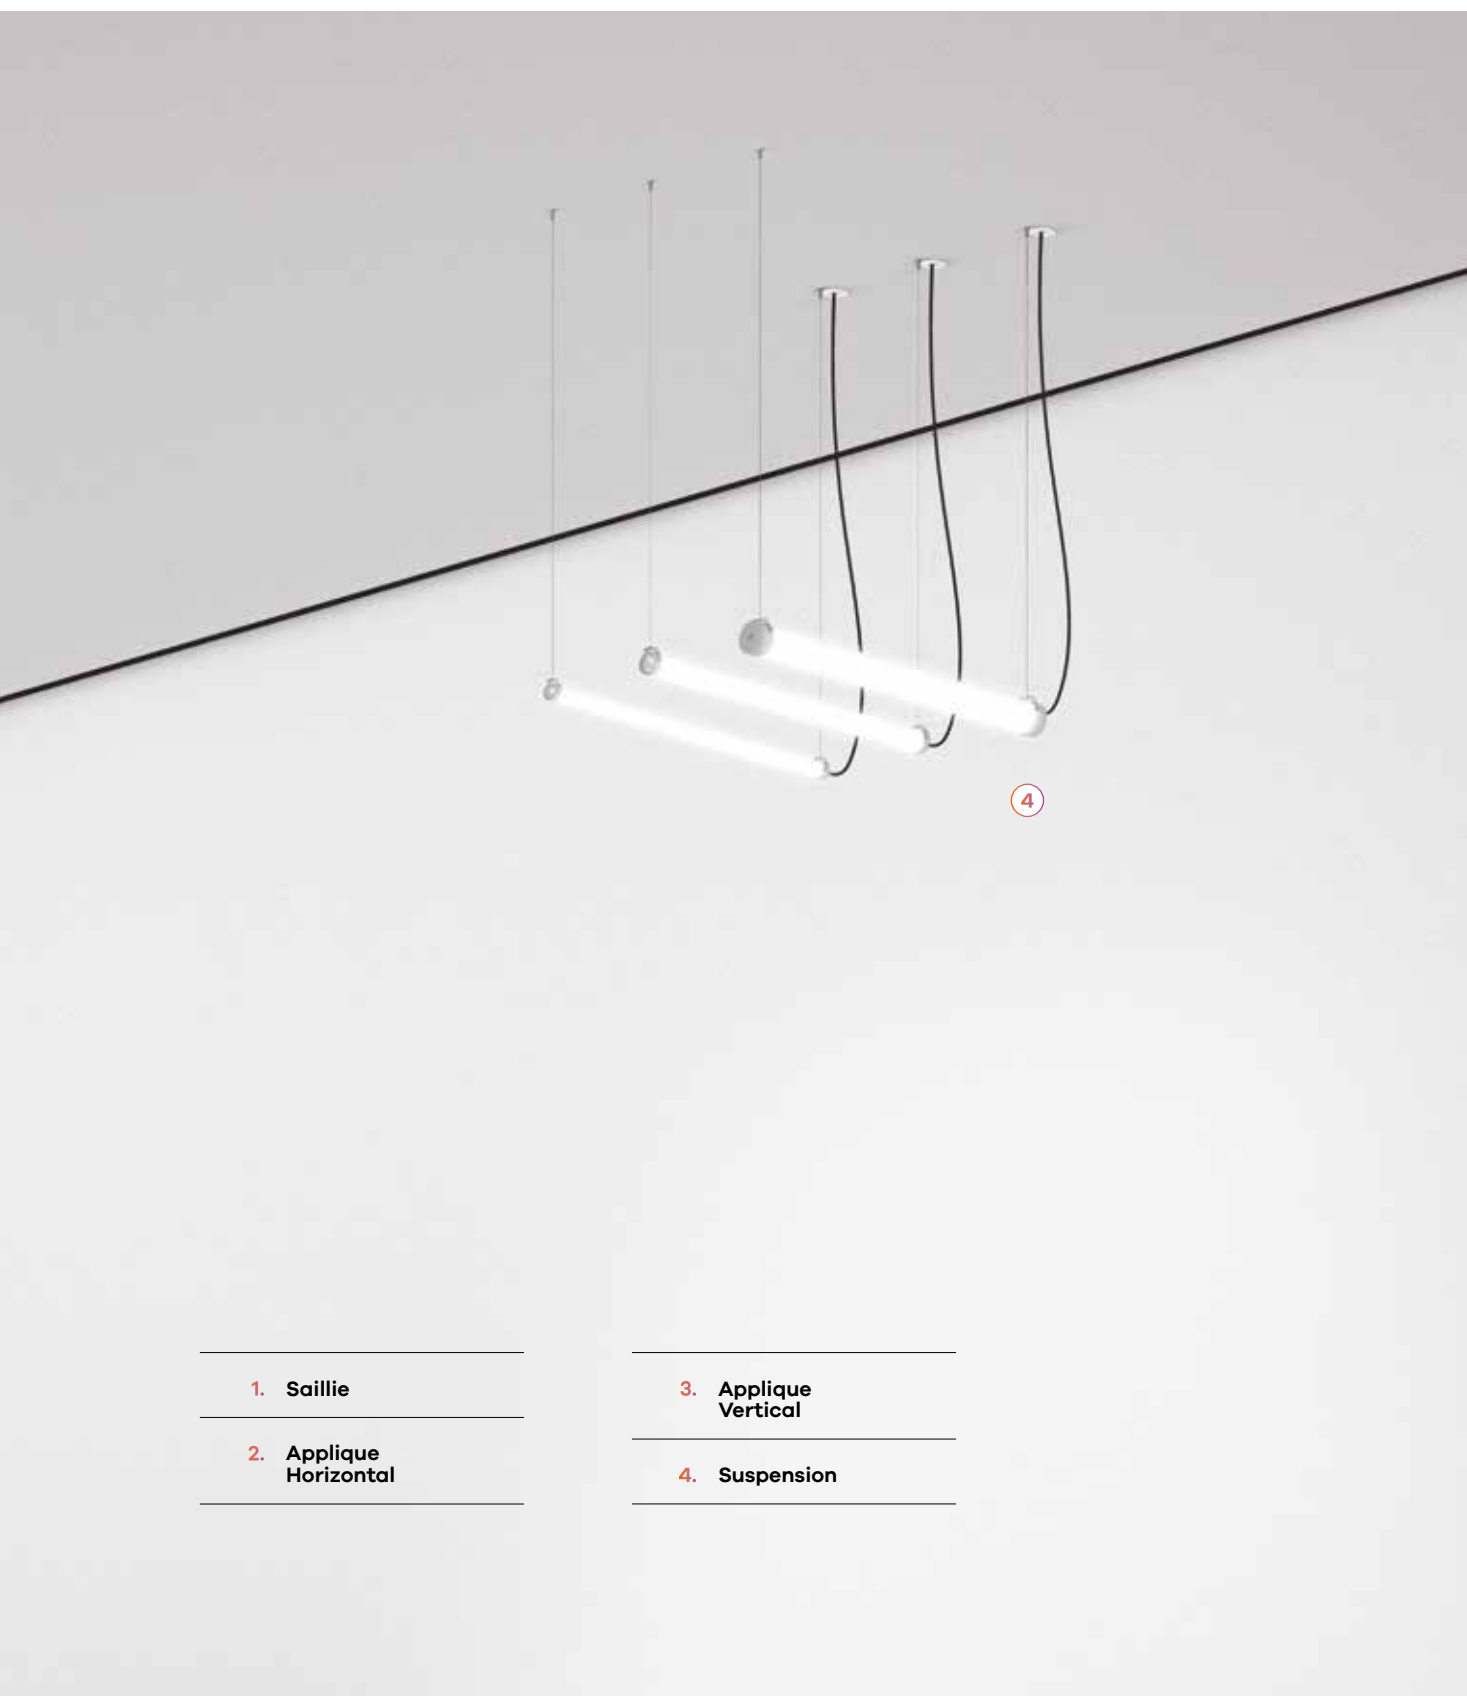 4
1. Saillie
2. Applique
Horizontal
3. Applique
Vertical
4. Suspension